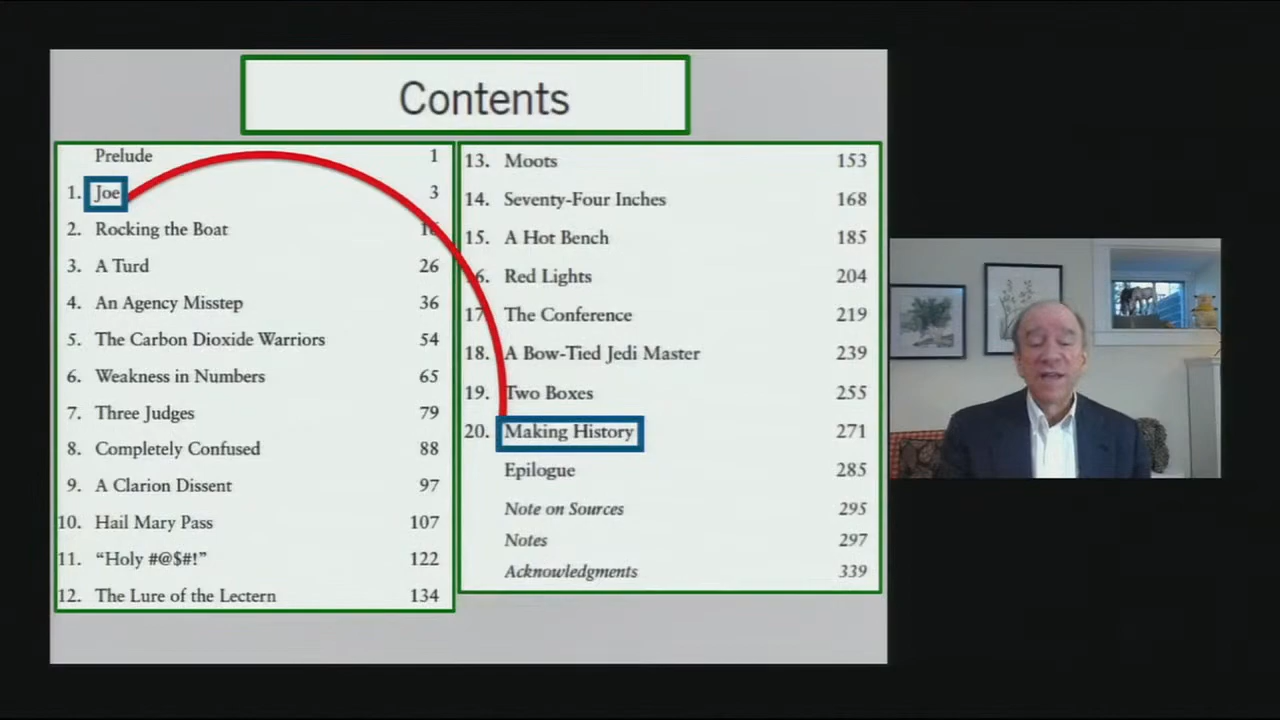 Contents
Prelude 1
1. Joe 3
2. Rocking the Boat 16
3. A Turd 26
4. An Agency Misstep 36
5. The Carbon Dioxide Warriors 54
6. Weakness in Numbers 65
7. Three Judges 79
8. Completely Confused 88
9. A Clarion Dissent 97
10. Hail Mary Pass 107
11. “Holy #@$#!” 122
12. The Lure of the Lectern 134
13. Moots 153
14. Seventy-Four Inches 168
15. A Hot Bench 185
16. Red Lights 204
17. The Conference 219
18. A Bow-Tied Jedi Master 239
19. Two Boxes 255
20. Making History 271
Epilogue 285
Note on Sources 295
Notes 297
Acknowledgments 339